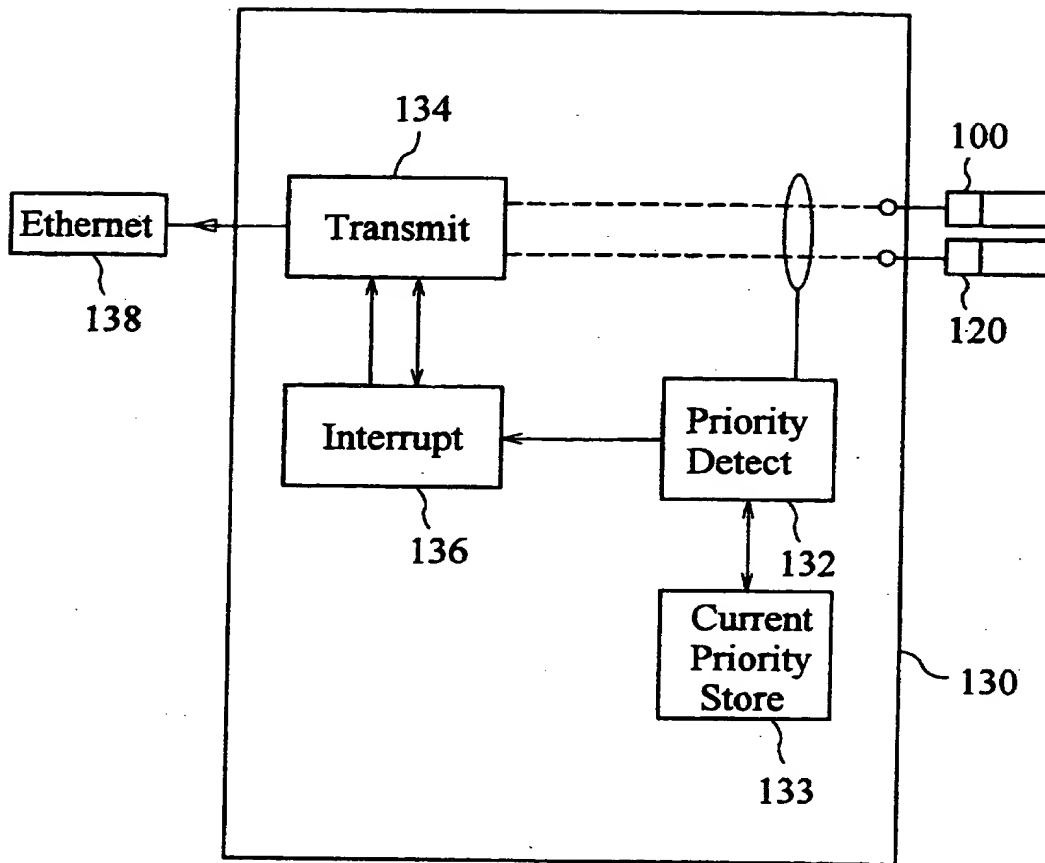 134
100
Ethernet
Transmit
138
120
Interrupt
Priority
Detect
136
132
Current
Priority
Store
130
133